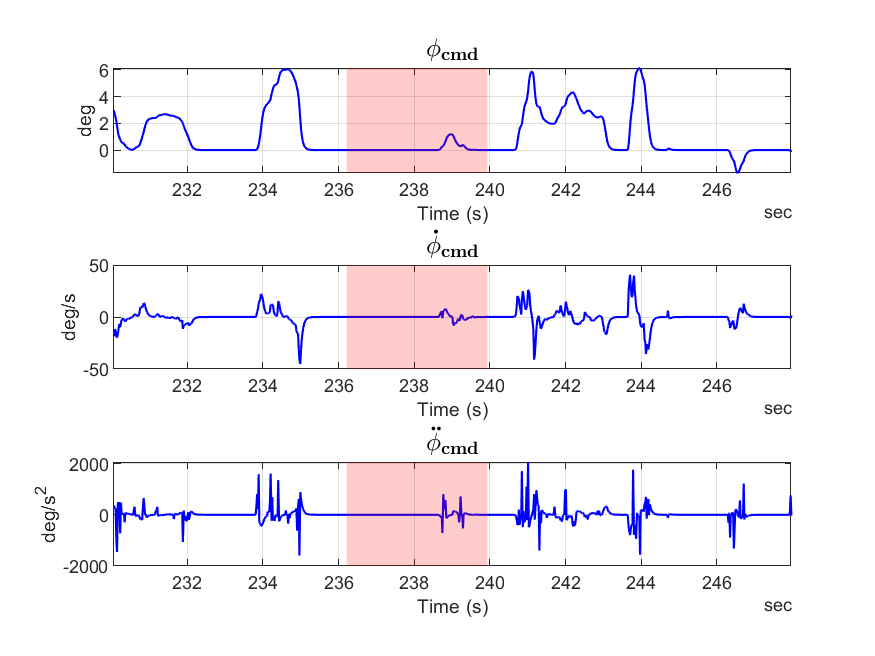 ϕcmd
6
4
2
0
deg
232 234 236 238 240 242 244 246
Time (s)
sec
ϕ̇cmd
50
0
-50
deg/s
232 234 236 238 240 242 244 246
Time (s)
sec
ϕ̈cmd
2000
0
-2000
deg/s²
232 234 236 238 240 242 244 246
Time (s)
sec